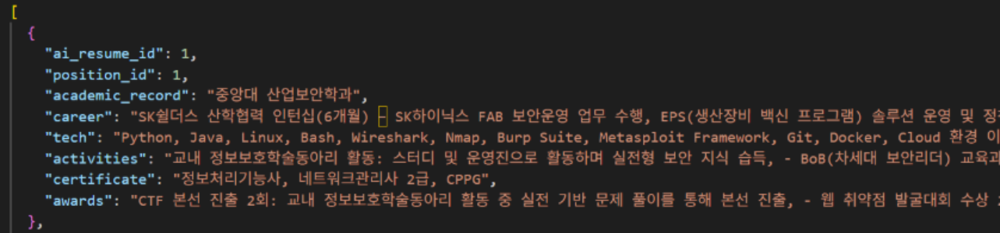 [
{
"ai_resume_id": 1,
"position_id": 1,
"academic_record": "중앙대 산업보안학과",
"career": "SK쉴더스 산학협력 인턴십(6개월) – SK하이닉스 FAB 보안운영 업무 수행, EPS(생산장비 백신 프로그램) 솔루션 운영 및
"tech": "Python, Java, Linux, Bash, Wireshark, Nmap, Burp Suite, Metasploit Framework, Git, Docker, Cloud 환경
"activities": "교내 정보보호학술동아리 활동: 스터디 및 운영진으로 활동하며 실전형 보안 지식 습득, - BoB(차세대 보안리더)
"certificate": "정보처리기능사, 네트워크관리사 2급, CPPG",
"awards": "CTF 본선 진출 2회: 교내 정보보호학술동아리 활동 중 실전 기반 문제 풀이를 통해 본선 진출, - 웹 취약점 발굴대회 수상
},